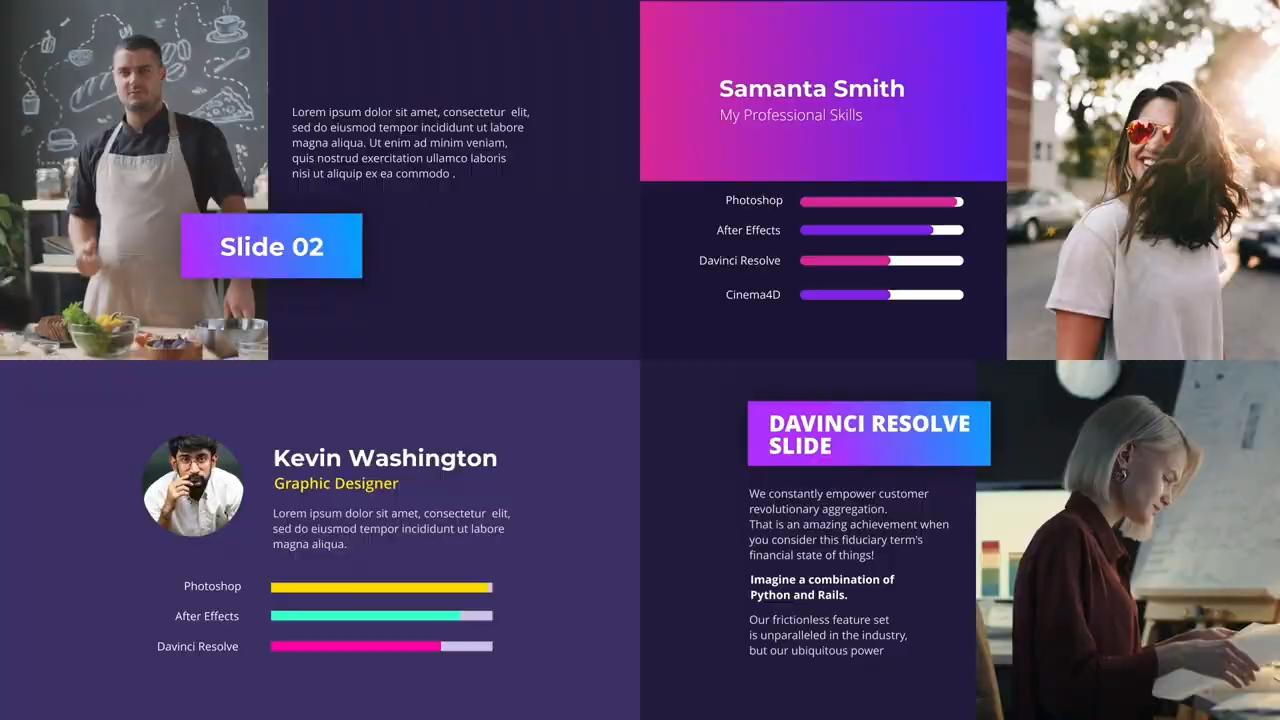 Lorem ipsum dolor sit amet, consectetur elit,
sed do eiusmod tempor incididunt ut labore
magna aliqua. Ut enim ad minim veniam,
quis nostrud exercitation ullamco laboris
nisi ut aliquip ex ea commodo .
Slide 02
Samanta Smith
My Professional Skills
Photoshop
After Effects
Davinci Resolve
Cinema4D
Kevin Washington
Graphic Designer
Lorem ipsum dolor sit amet, consectetur elit,
sed do eiusmod tempor incididunt ut labore
magna aliqua.
Photoshop
After Effects
Davinci Resolve
DAVINCI RESOLVE
SLIDE
We constantly empower customer
revolutionary aggregation.
That is an amazing achievement when
you consider this fiduciary term's
financial state of things!
Imagine a combination of
Python and Rails.
Our frictionless feature set
is unparalleled in the industry,
but our ubiquitous power